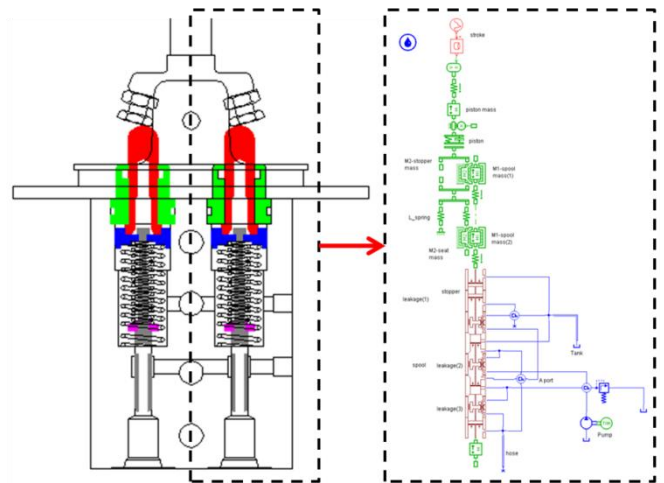 stroke
piston mass
piston
M3-stopper
mass
M1-spool
mass(1)
L_spring
M1-spool
mass(2)
M2-seal
mass
stopper
leakage(1)
Tank
spool
leakage(2)
A port
leakage(3)
Pump
hose